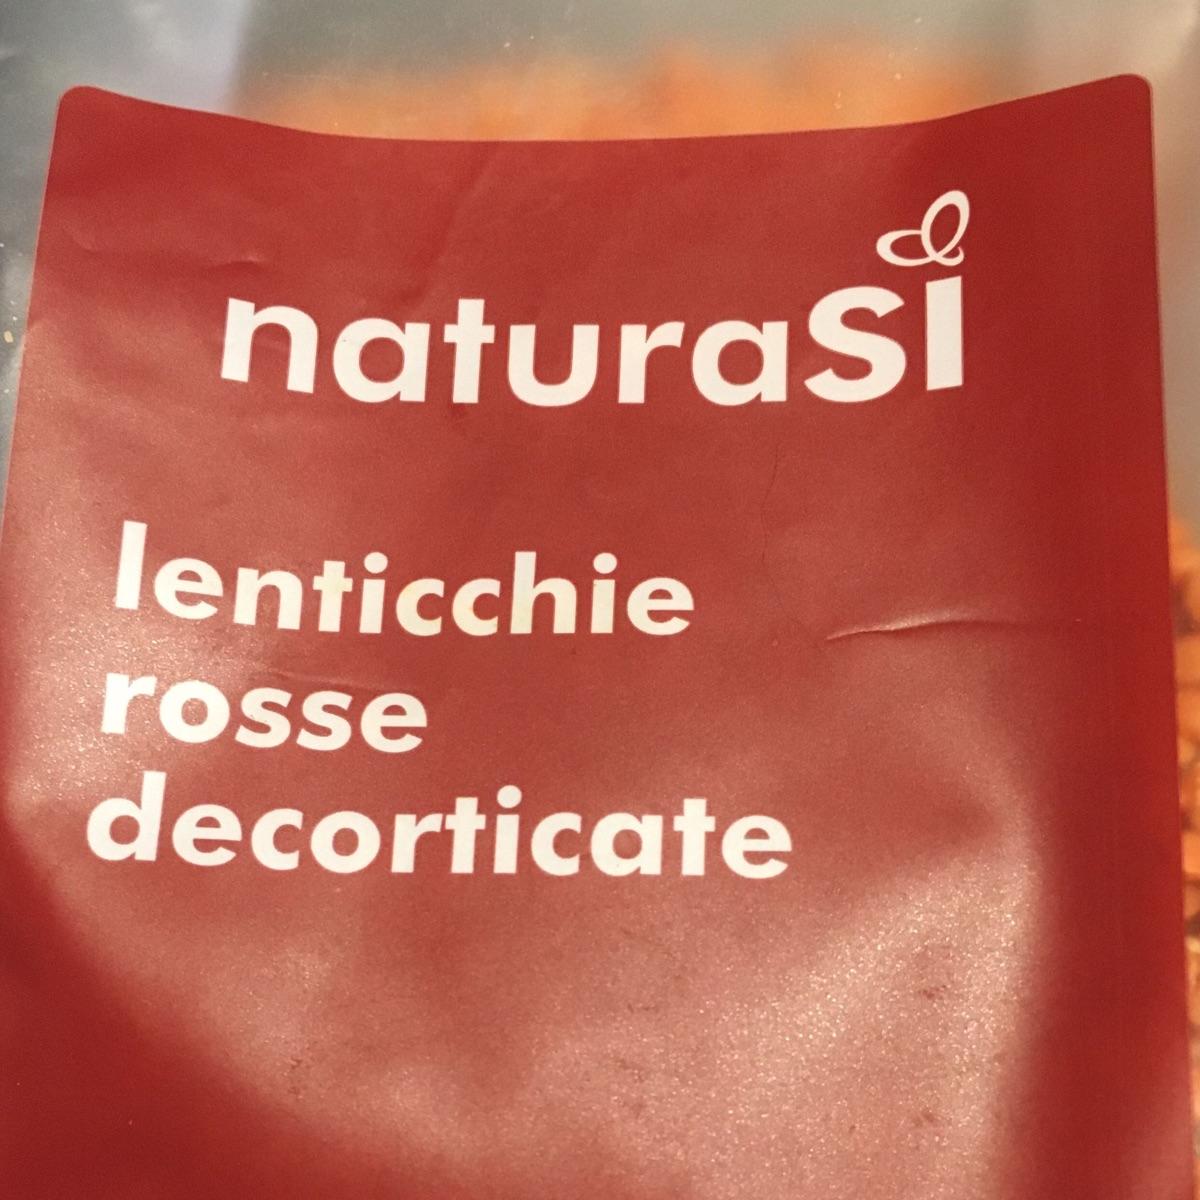 naturasì
lenticchie
rosse
decorticate